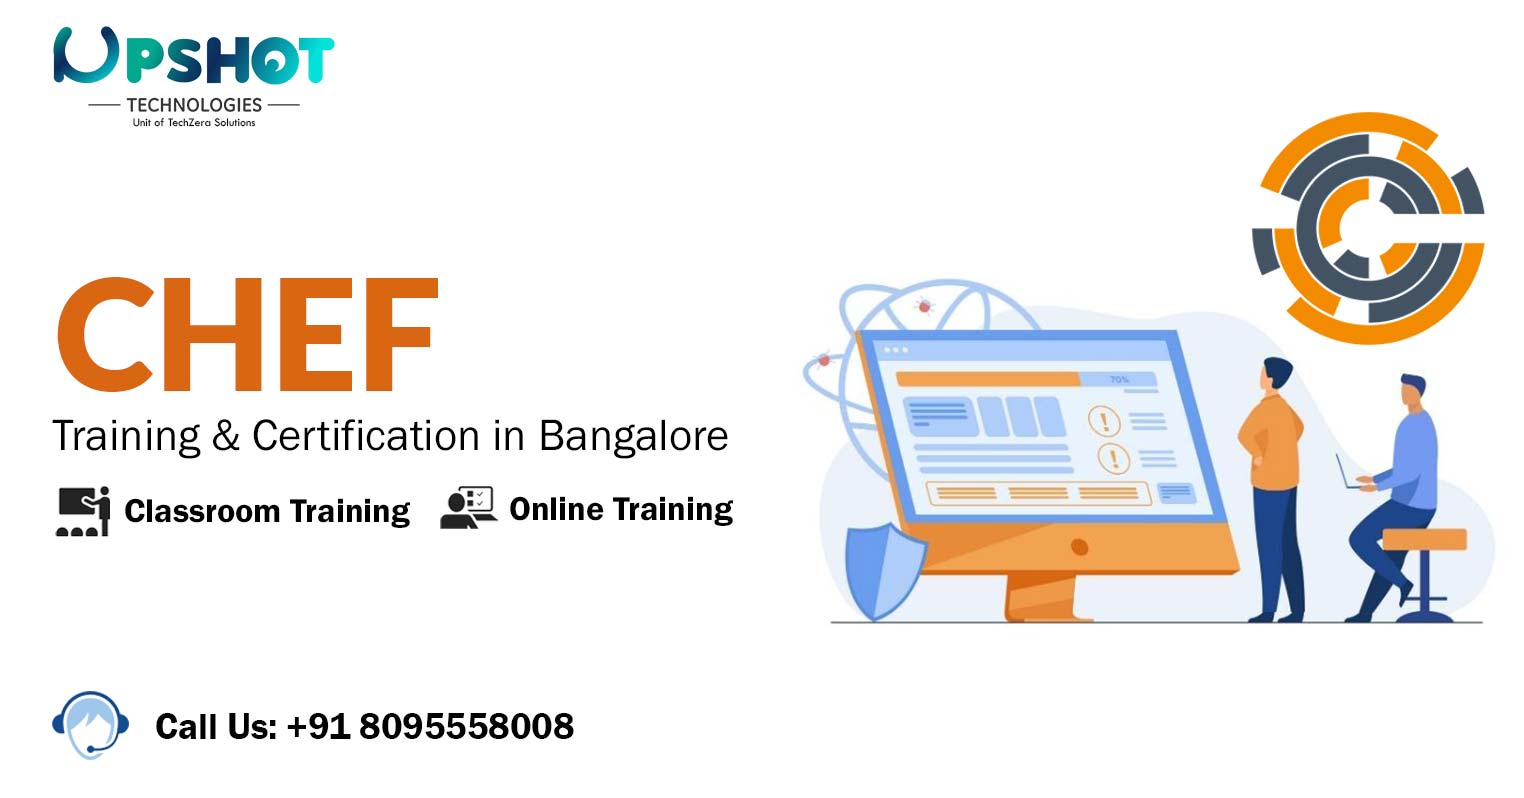 UPSHOT
TECHNOLOGIES
Unit of TechZera Solutions
CHEF
Training & Certification in Bangalore
Classroom Training
Online Training
70%
!
!
Call Us: +91 8095558008